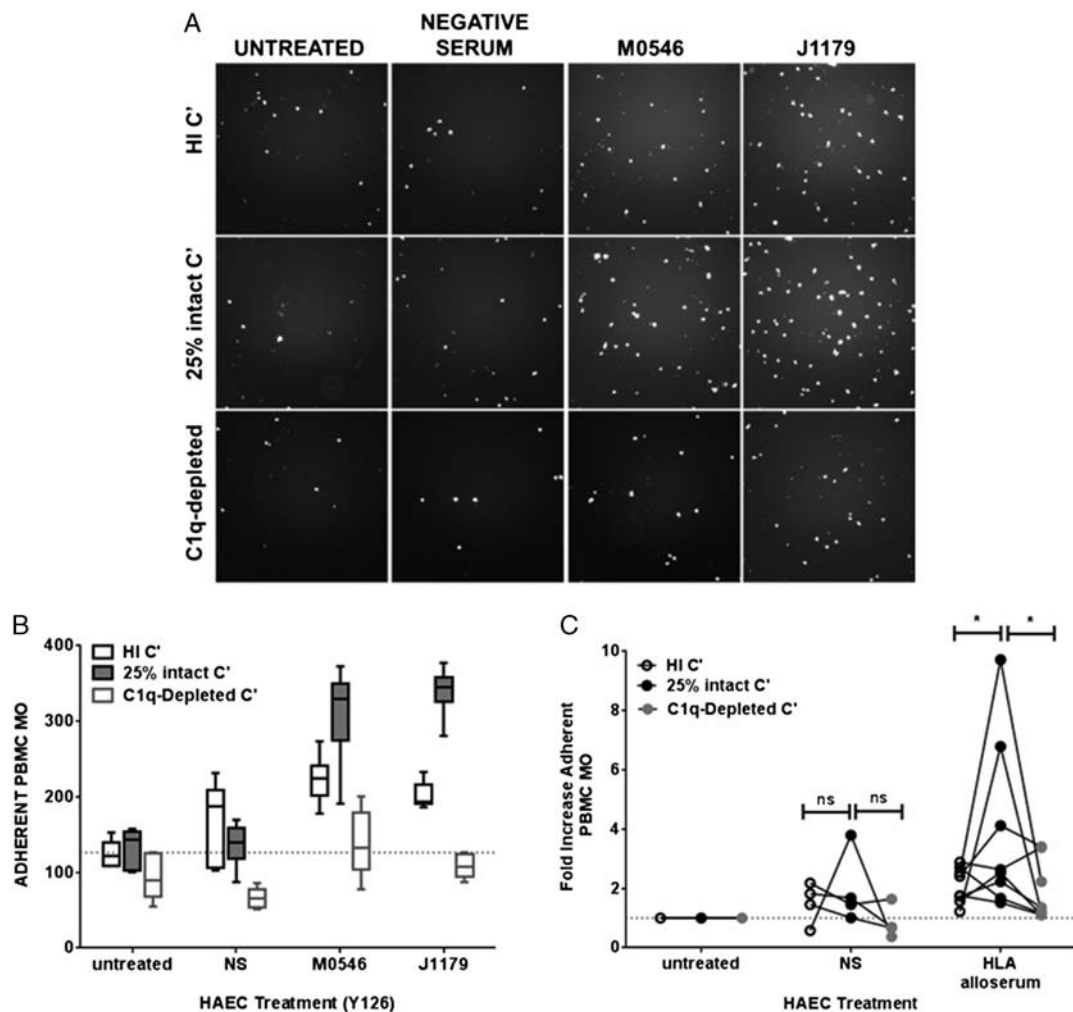 A
UNTREATED
NEGATIVE
SERUM
M0546
J1179
HI C'
25% intact C'
C1q-depleted
B
HI C'
25% intact C'
C1q-Depleted C'
ADHERENT PBMC MO
400
300
200
100
0
untreated
NS
M0546
J1179
HAEC Treatment (Y126)
C
HI C'
25% intact C'
C1q-Depleted C'
Fold Increase Adherent
PBMC MO
10
8
6
4
2
0
ns
ns
*
*
untreated
NS
HLA
alloserum
HAEC Treatment